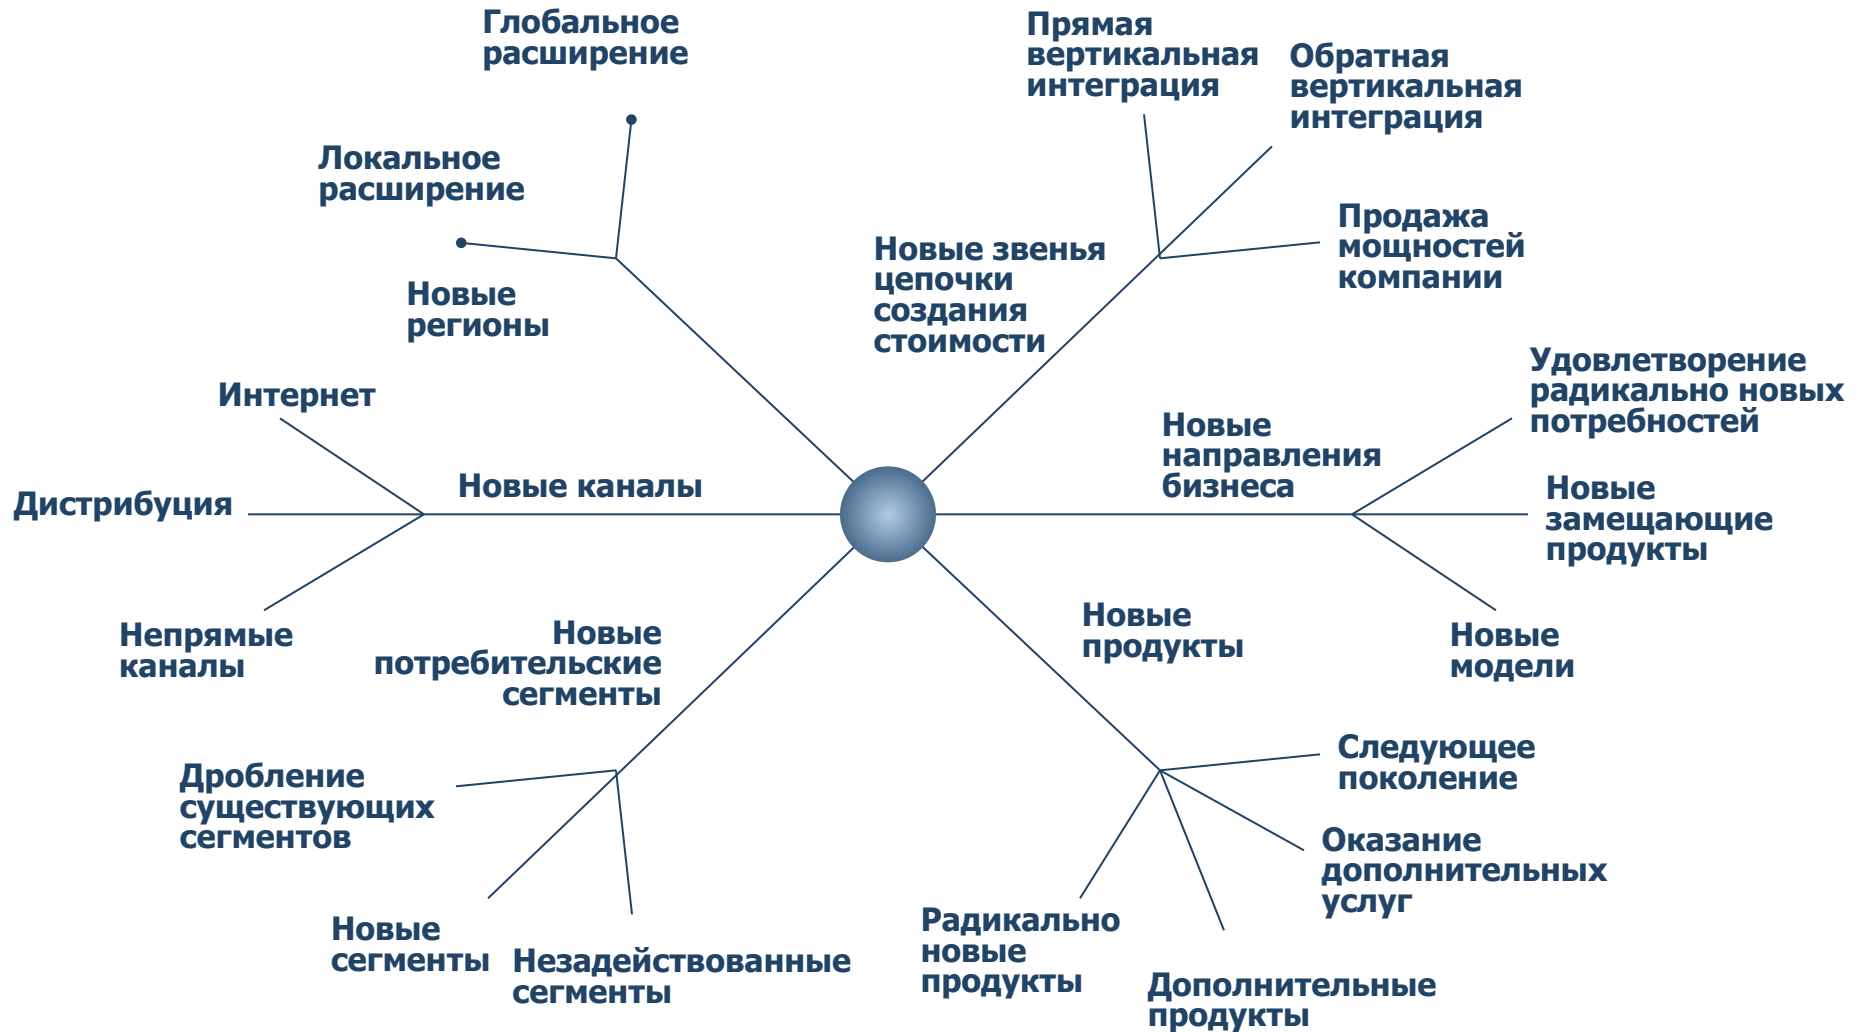 Глобальное
расширение
Прямая
вертикальная
интеграция
Обратная
вертикальная
интеграция
Локальное
расширение
Продажа
мощностей
компании
Новые звенья
цепочки
создания
стоимости
Новые
регионы
Удовлетворение
радикально новых
потребностей
Интернет
Новые
направления
бизнеса
Новые каналы
Дистрибуция
Новые
замещающие
продукты
Новые
продукты
Непрямые
каналы
Новые
потребительские
сегменты
Новые
модели
Следующее
поколение
Дробление
существующих
сегментов
Оказание
дополнительных
услуг
Новые
сегменты
Незадействованные
сегменты
Радикально
новые
продукты
Дополнительные
продукты